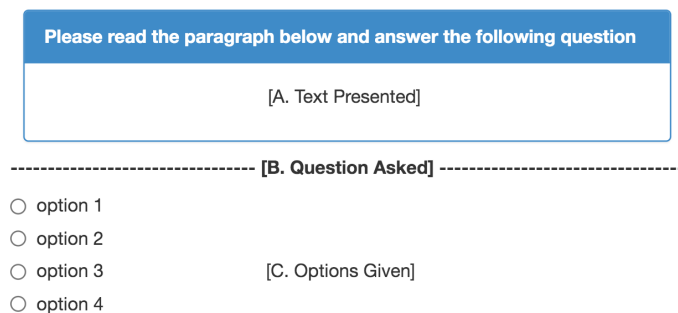 Please read the paragraph below and answer the following question
[A. Text Presented]
--------------------------------- [B. Question Asked] --------------------------------
option 1
option 2
option 3 [C. Options Given]
option 4